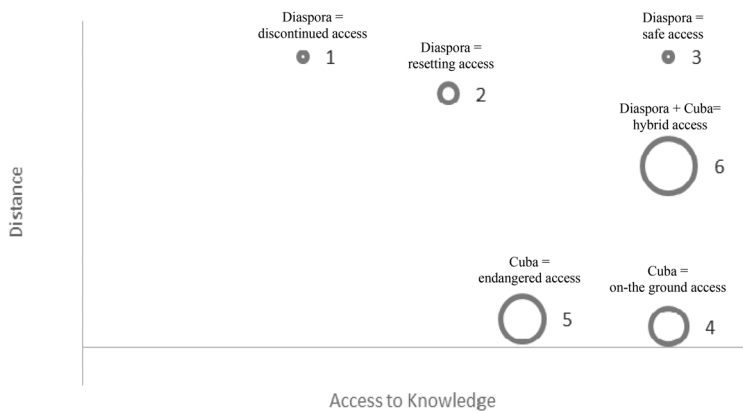 Diaspora =
discontinued access
1
Diaspora =
resetting access
2
Diaspora =
safe access
3
Diaspora + Cuba=
hybrid access
6
Distance
Cuba =
endangered access
5
Cuba =
on-the ground access
4
Access to Knowledge